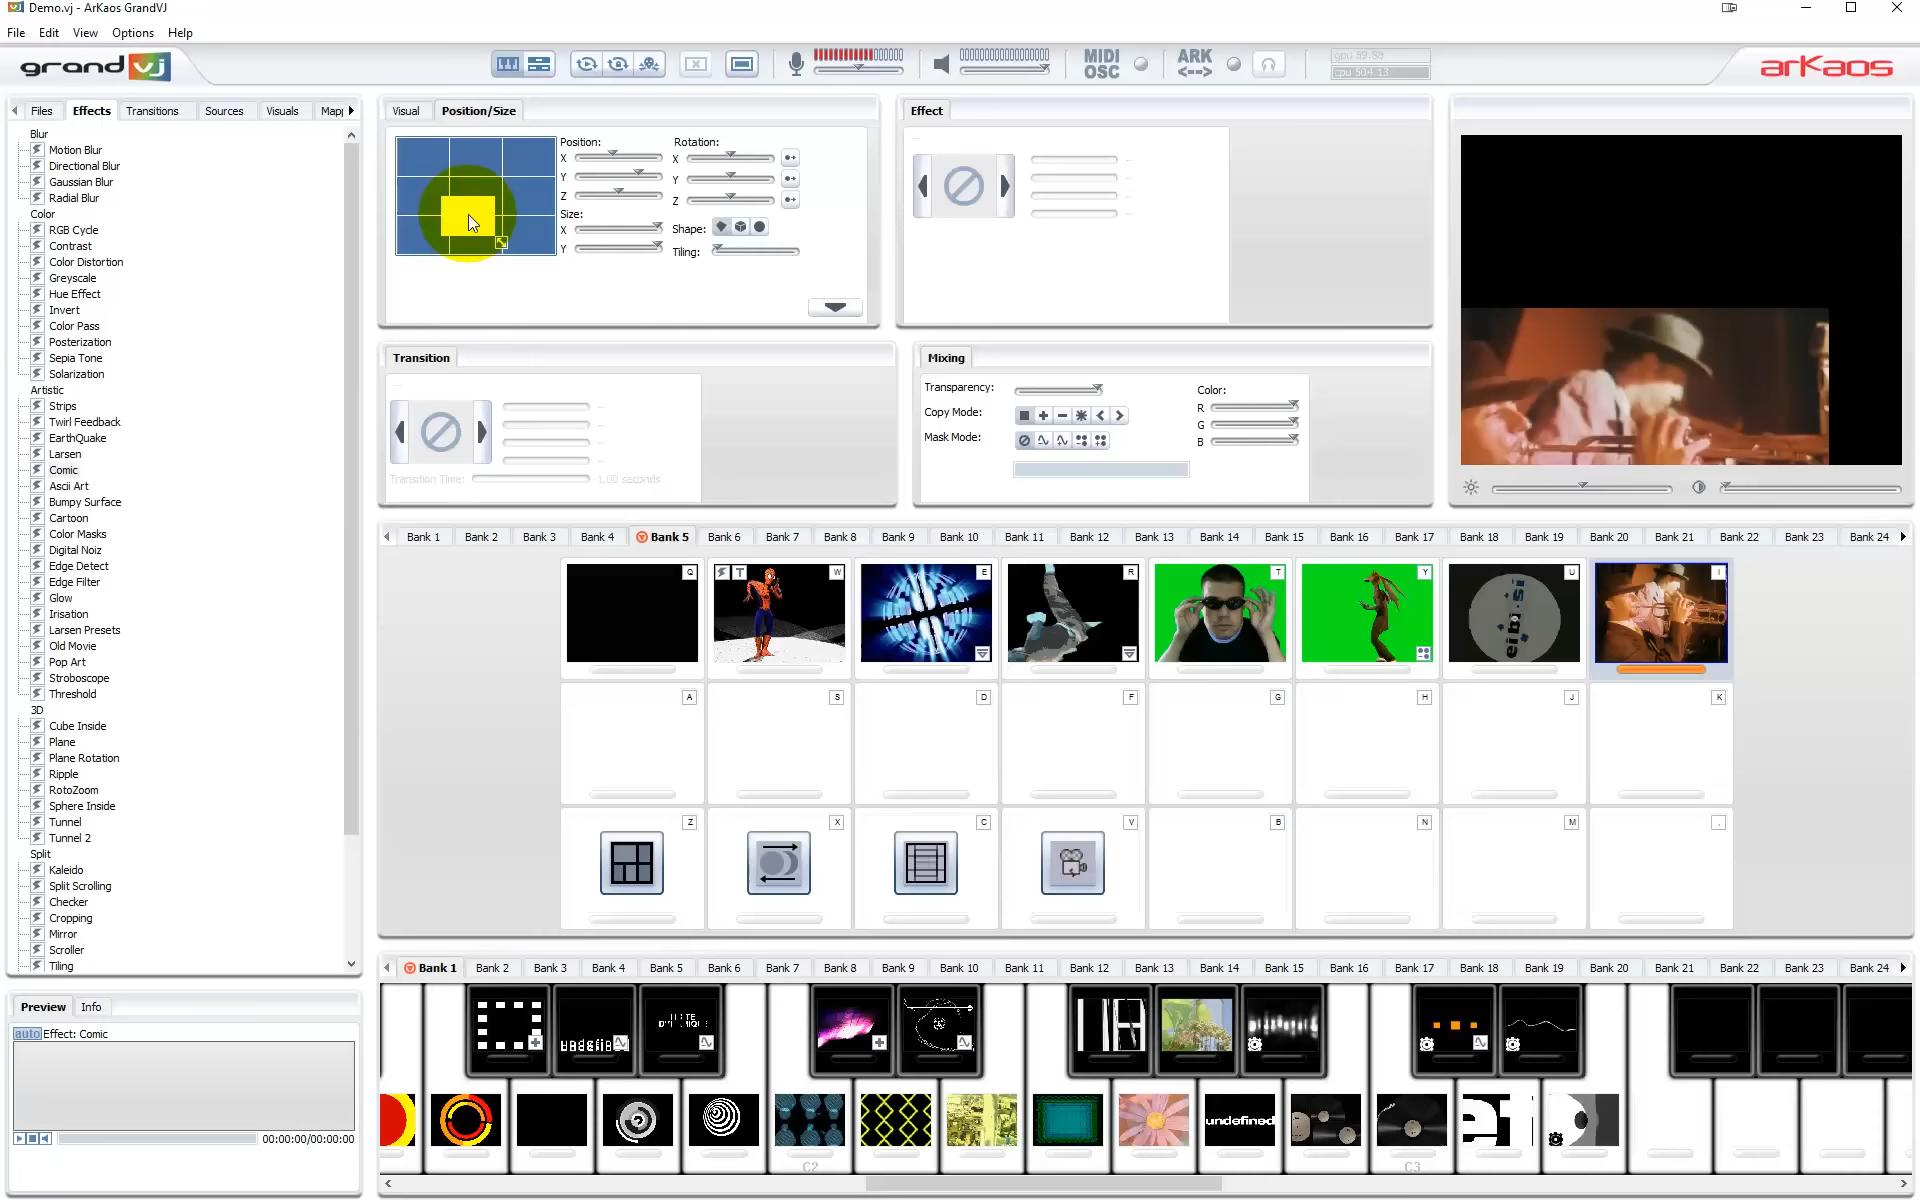 Demo.vj - ArKaos GrandVJ
File Edit View Options Help
grand vj
MIDI OSC
ARK <-->
gpu 59.88
cpu 504.13
arKaos
Files Effects Transitions Sources Visuals Mapp
Blur
Motion Blur
Directional Blur
Gaussian Blur
Radial Blur
Color
RGB Cycle
Contrast
Color Distortion
Greyscale
Hue Effect
Invert
Color Pass
Posterization
Sepia Tone
Solarization
Artistic
Strips
Twirl Feedback
EarthQuake
Larsen
Comic
Ascii Art
Bumpy Surface
Cartoon
Color Masks
Digital Noiz
Edge Detect
Edge Filter
Glow
Irisation
Larsen Presets
Old Movie
Pop Art
Stroboscope
Threshold
3D
Cube Inside
Plane
Plane Rotation
Ripple
RotoZoom
Sphere Inside
Tunnel
Tunnel 2
Split
Kaleido
Split Scrolling
Checker
Cropping
Mirror
Scroller
Tiling
Preview Info
auto Effect: Comic
00:00:00/00:00:00
Visual Position/Size
Position:
X
Y
Z
Size:
X
Y
Rotation:
X
Y
Z
Shape:
Tiling:
Effect
Transition
Transition Time: 1,00 seconds
Mixing
Transparency:
Copy Mode:
Mask Mode:
Color:
R
G
B
Bank 1 Bank 2 Bank 3 Bank 4 Bank 5 Bank 6 Bank 7 Bank 8 Bank 9 Bank 10 Bank 11 Bank 12 Bank 13 Bank 14 Bank 15 Bank 16 Bank 17 Bank 18 Bank 19 Bank 20 Bank 21 Bank 22 Bank 23 Bank 24
Q T W E R T Y U I
A S D F G H J K
Z X C V B N M ,
Bank 1 Bank 2 Bank 3 Bank 4 Bank 5 Bank 6 Bank 7 Bank 8 Bank 9 Bank 10 Bank 11 Bank 12 Bank 13 Bank 14 Bank 15 Bank 16 Bank 17 Bank 18 Bank 19 Bank 20 Bank 21 Bank 22 Bank 23 Bank 24
undefined
C2 C3